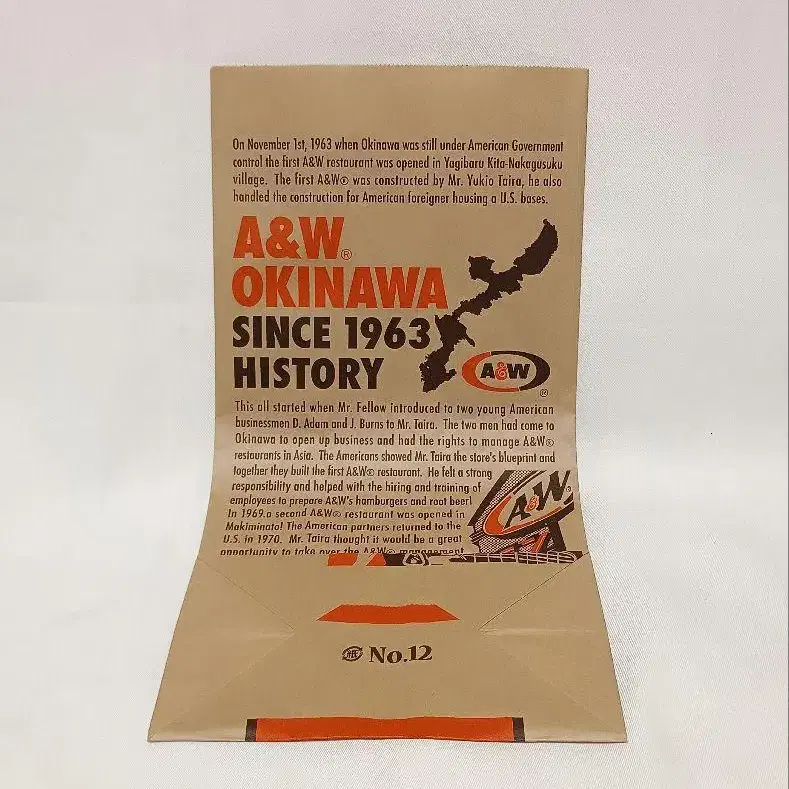 On November 1st, 1963 when Okinawa was still under American Government
control the first A&W restaurant was opened in Yagibaru Kita-Nakagusuku
village. The first A&W® was constructed by Mr. Yukio Taira, he also
handled the construction for American foreigner housing a U.S. bases.
A&W®
OKINAWA
SINCE 1963
HISTORY
A&W®
This all started when Mr. Fellow introduced to two young American
businessmen D. Adam and J. Burns to Mr. Taira. The two men had come to
Okinawa to open up business and had the rights to manage A&W®
restaurants in Asia. The Americans showed Mr. Taira the store's blueprint and
together they built the first A&W® restaurant. He felt a strong
responsibility and helped with the hiring and training of
employees to prepare A&W's hamburgers and root beer!
In 1969.a second A&W® restaurant was opened in
Makiminato! The American partners returned to the
U.S. in 1970. Mr. Taira thought it would be a great
opportunity to take over the A&W® management
A&W®
No.12